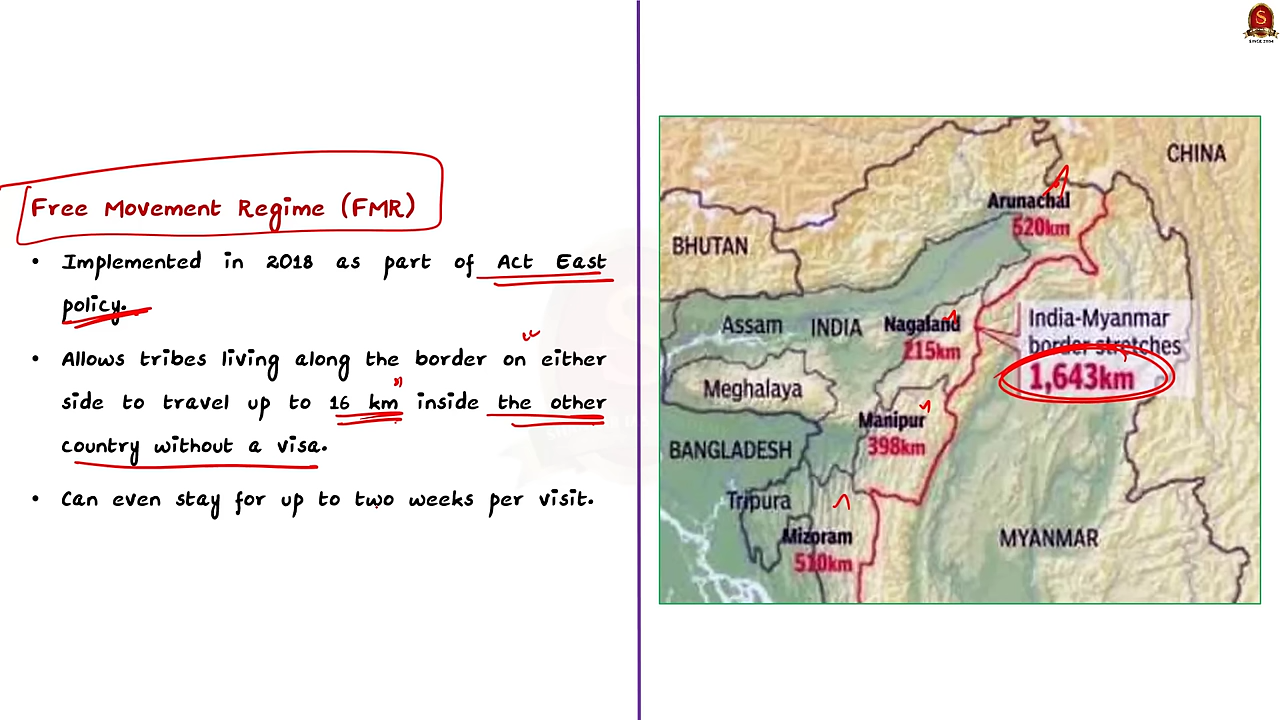 Free Movement Regime (FMR)
• Implemented in 2018 as part of Act East
policy.
• Allows tribes living along the border on either
side to travel up to 16 km inside the other
country without a visa.
• Can even stay for up to two weeks per visit.
S
SINCE 2004
CHINA
Arunachal
520km
BHUTAN
Assam INDIA Nagaland
215km
India-Myanmar
border stretches
1,643km
Meghalaya
Manipur
398km
BANGLADESH
Tripura
Mizoram
510km
MYANMAR